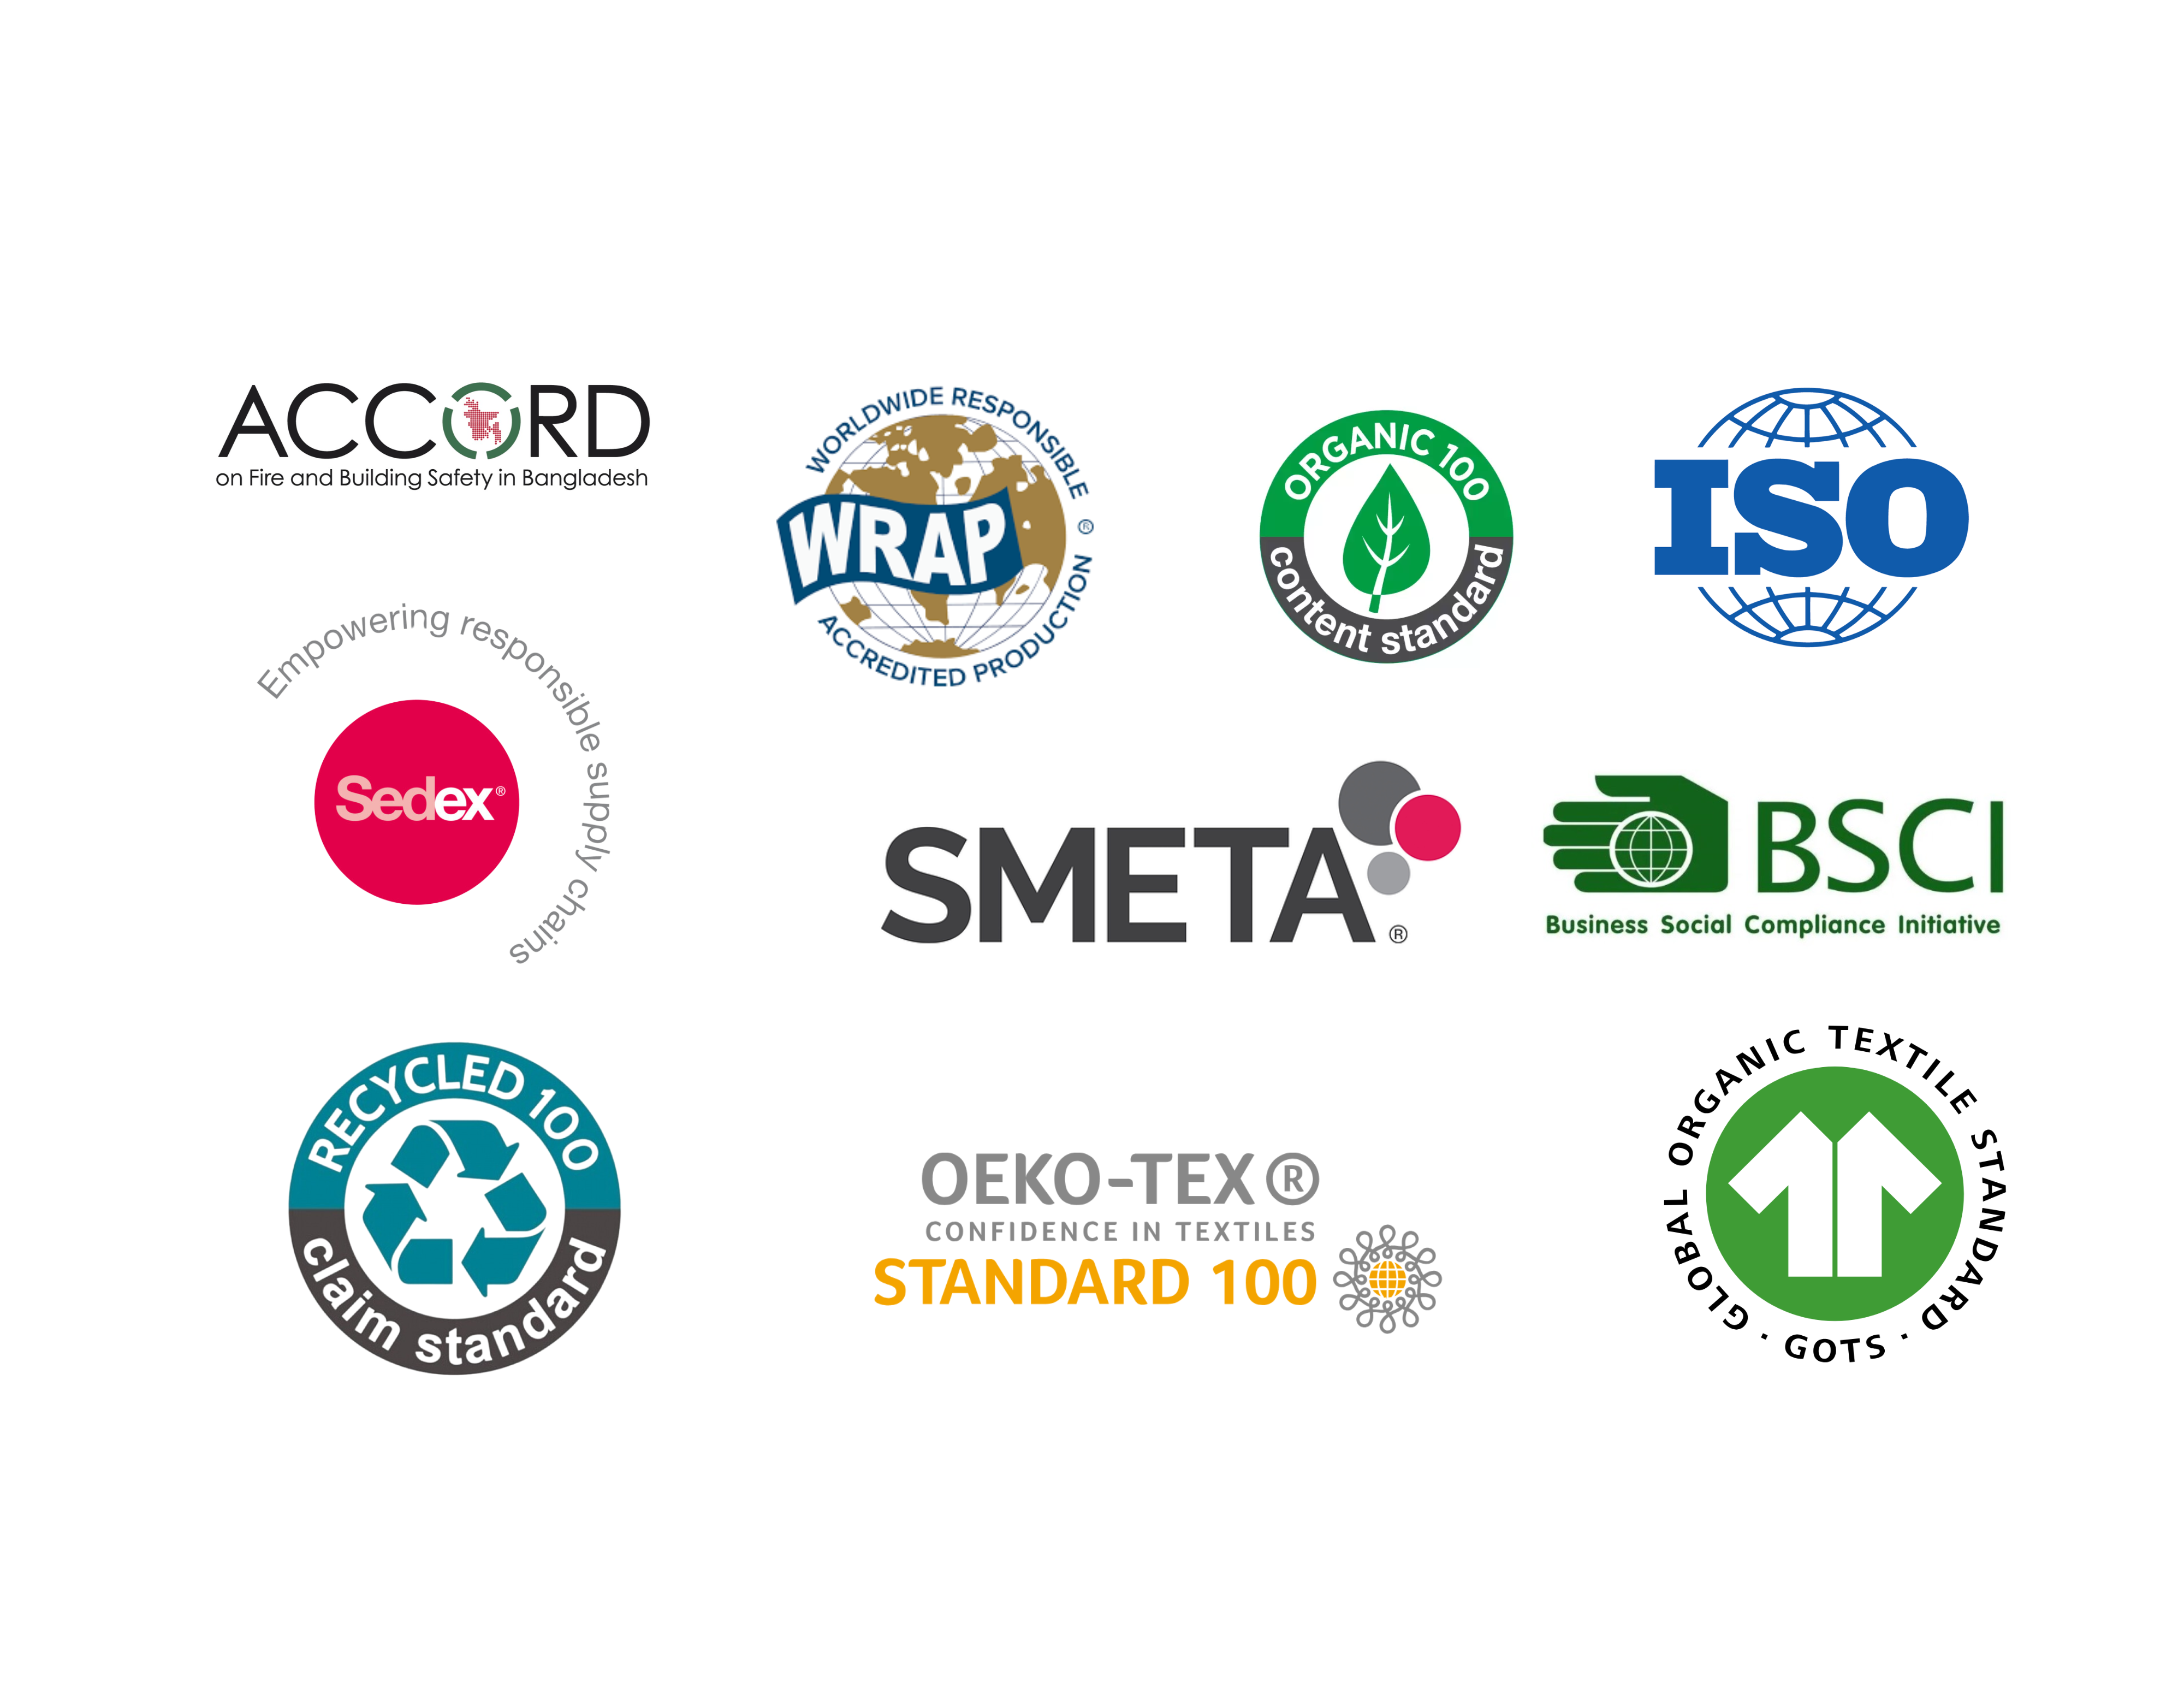 ACCORD
on Fire and Building Safety in Bangladesh
WORLDWIDE RESPONSIBLE
WRAP
®
ACCREDITED PRODUCTION
ORGANIC 100
content standard
ISO
Empowering responsible supply chains
Sedex®
SMETA®
BSCI
Business Social Compliance Initiative
RECYCLED 100
claim standard
OEKO-TEX®
CONFIDENCE IN TEXTILES
STANDARD 100
GLOBAL ORGANIC TEXTILE STANDARD · GOTS ·